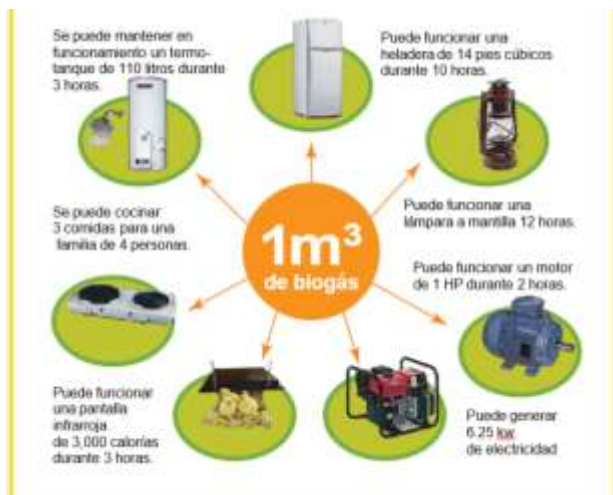 Se puede mantener en
funcionamiento un termo-
tanque de 110 litros durante
3 horas.
Puede funcionar una
heladera de 14 pies cúbicos
durante 10 horas.
Puede funcionar una
lámpara a mantilla 12 horas.
Se puede cocinar
3 comidas para una
familia de 4 personas.
1m³
de biogás
Puede funcionar un motor
de 1 HP durante 2 horas.
Puede funcionar
una pantalla
infrarroja
de 3,000 calorías
durante 3 horas.
Puede generar
6.25 kw
de electricidad